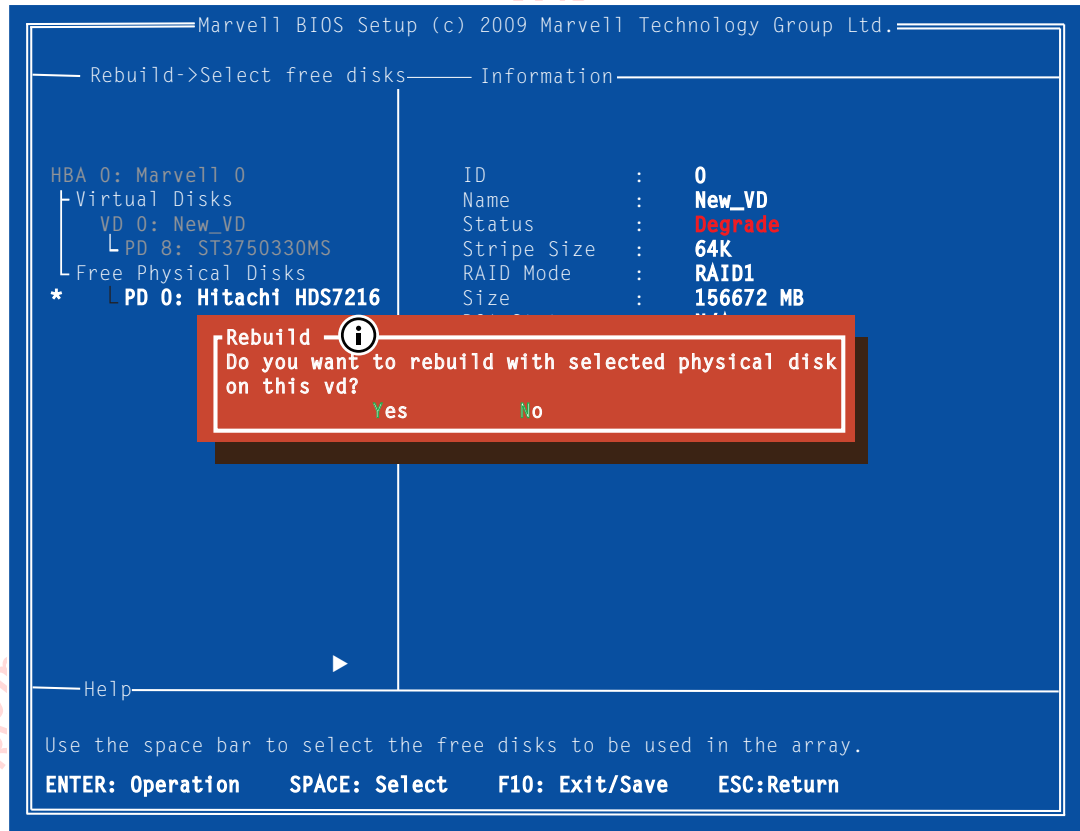 Marvell BIOS Setup (c) 2009 Marvell Technology Group Ltd.
Rebuild->Select free disks
Information
HBA 0: Marvell 0
Virtual Disks
VD 0: New_VD
PD 8: ST3750330MS
Free Physical Disks
* PD 0: Hitachi HDS7216
ID : 0
Name : New_VD
Status : Degrade
Stripe Size : 64K
RAID Mode : RAID1
Size : 156672 MB
Rebuild
i
Do you want to rebuild with selected physical disk
on this vd?
Yes No
Help
Use the space bar to select the free disks to be used in the array.
ENTER: Operation SPACE: Select F10: Exit/Save ESC:Return